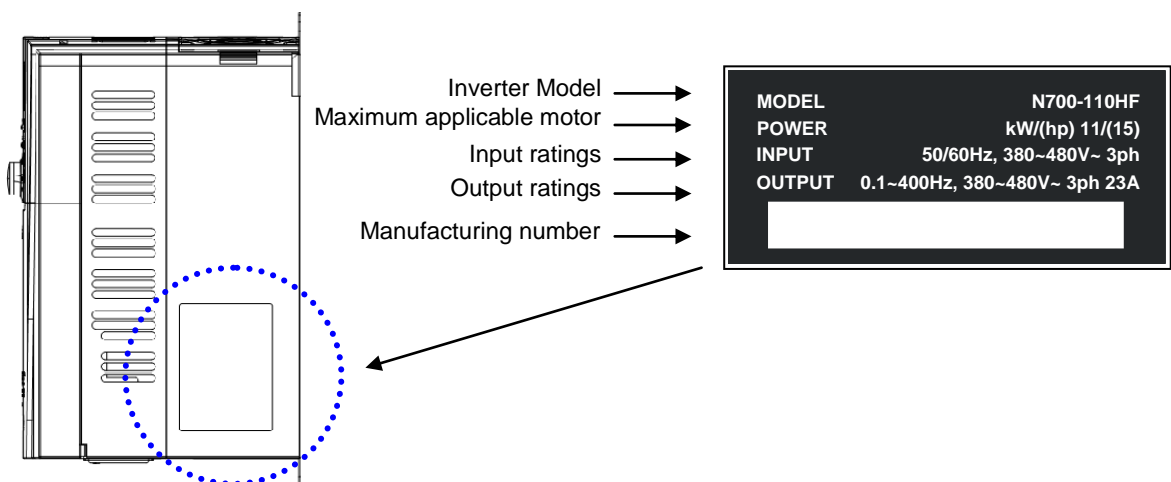 Inverter Model
Maximum applicable motor
Input ratings
Output ratings
Manufacturing number
MODEL N700-110HF
POWER kW/(hp) 11/(15)
INPUT 50/60Hz, 380~480V~ 3ph
OUTPUT 0.1~400Hz, 380~480V~ 3ph 23A